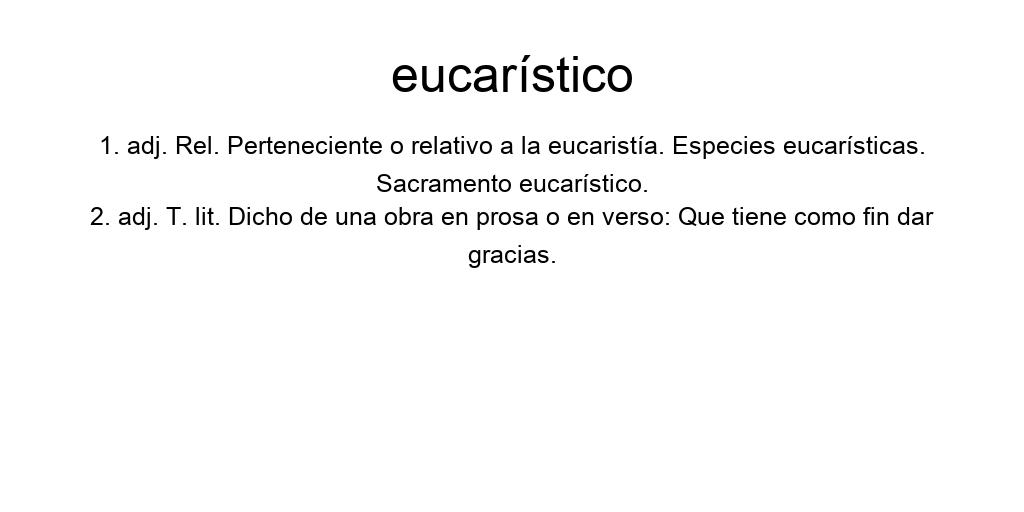 eucarístico
1. adj. Rel. Perteneciente o relativo a la eucaristía. Especies eucarísticas.
Sacramento eucarístico.
2. adj. T. lit. Dicho de una obra en prosa o en verso: Que tiene como fin dar
gracias.